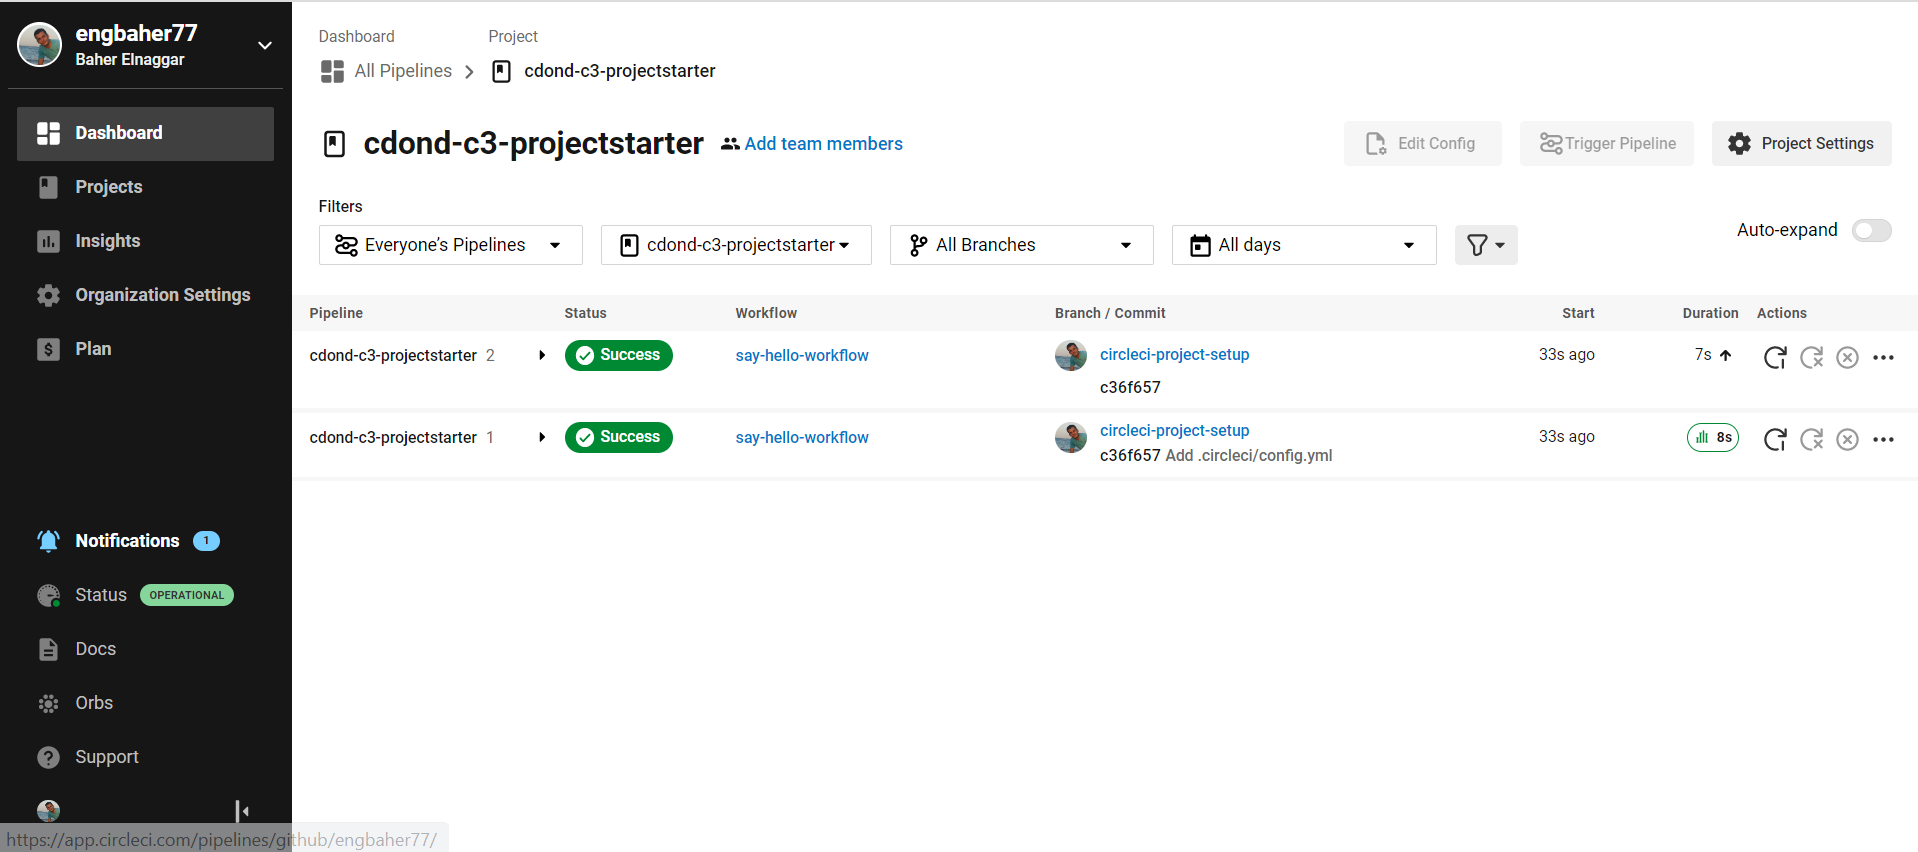 engbaher77
Baher Elnaggar
Dashboard
Projects
Insights
Organization Settings
Plan
Notifications 1
Status OPERATIONAL
Docs
Orbs
Support
https://app.circleci.com/pipelines/github/engbaher77/
Dashboard Project
All Pipelines cdond-c3-projectstarter
cdond-c3-projectstarter Add team members
Edit Config Trigger Pipeline Project Settings
Filters
Everyone’s Pipelines cdond-c3-projectstarter All Branches All days
Auto-expand
Pipeline Status Workflow Branch / Commit Start Duration Actions
cdond-c3-projectstarter 2 Success say-hello-workflow circleci-project-setup 33s ago 7s
c36f657
cdond-c3-projectstarter 1 Success say-hello-workflow circleci-project-setup 33s ago 8s
c36f657 Add .circleci/config.yml